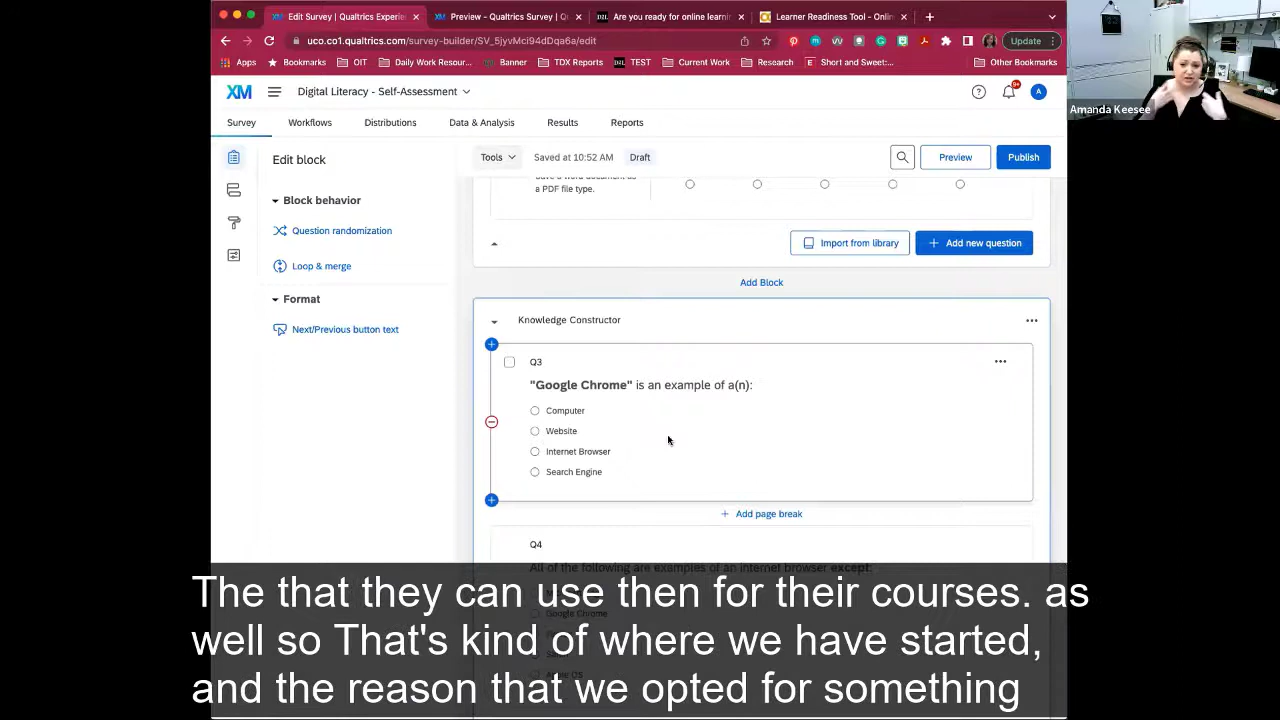 Edit Survey | Qualtrics Experie
Preview - Qualtrics Survey | Qu
D2L
Are you ready for online learnin
Learner Readiness Tool - Onlin
uco.co1.qualtrics.com/survey-builder/SV_5jyvMci94dDqa6a/edit
Update
Apps
Bookmarks
OIT
Daily Work Resour...
Banner
TDX Reports
D2L
TEST
Current Work
Research
E
Short and Sweet:...
Other Bookmarks
Amanda Keesee
XM
Digital Literacy - Self-Assessment
9+
A
Survey
Workflows
Distributions
Data & Analysis
Results
Reports
Edit block
Tools
Saved at 10:52 AM
Draft
Preview
Publish
Block behavior
Question randomization
Loop & merge
Format
Next/Previous button text
Save a word document as
a PDF file type.
Import from library
Add new question
Add Block
Knowledge Constructor
Q3
"Google Chrome" is an example of a(n):
Computer
Website
Internet Browser
Search Engine
Add page break
Q4
All of the following are examples of an internet browser except:
Google Chrome
The that they can use then for their courses. as
well so That's kind of where we have started,
and the reason that we opted for something